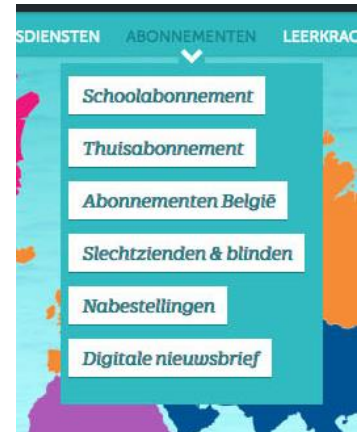 SDIENSTEN ABONNEMENTEN LEERKRAC
Schoolabonnement
Thuisabonnement
Abonnementen België
Slechtzienden & blinden
Nabestellingen
Digitale nieuwsbrief